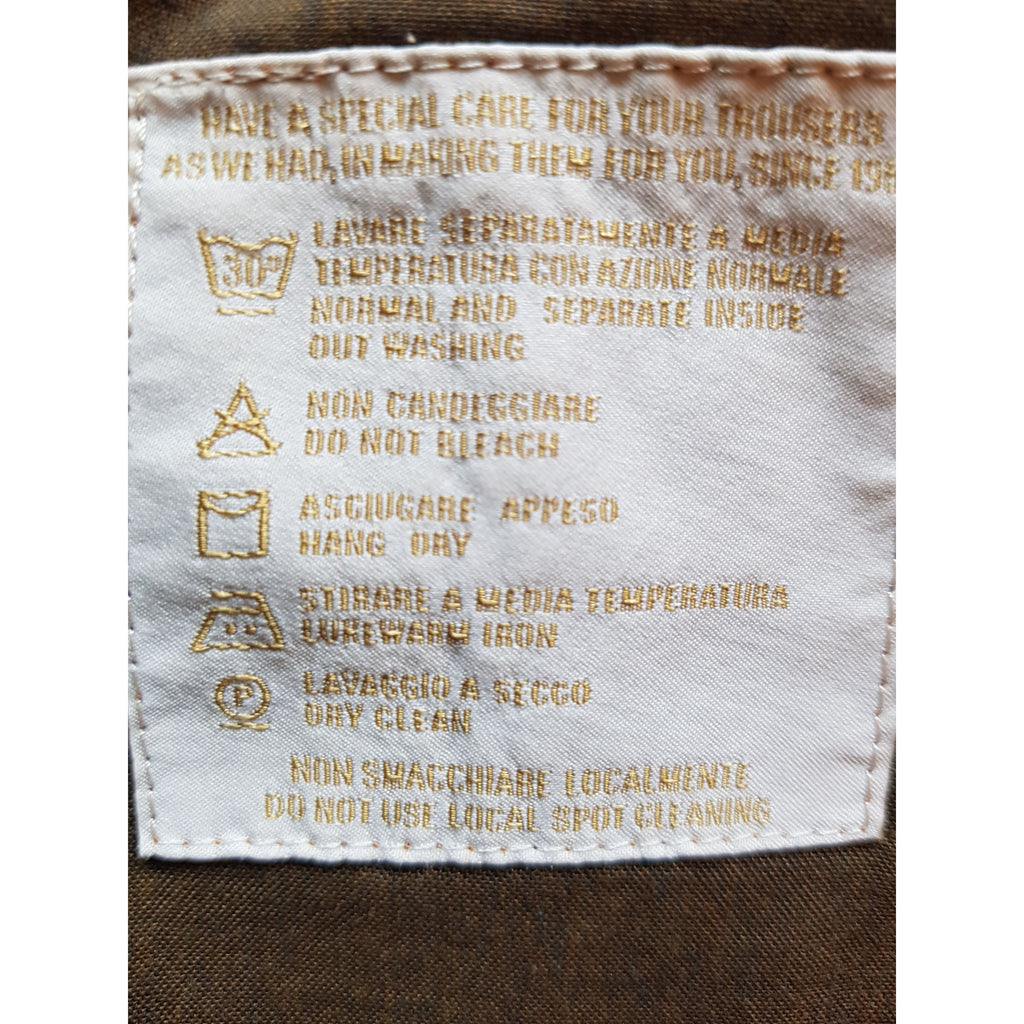 HAVE A SPECIAL CARE FOR YOUR TROUSERS
AS WE HAD, IN MAKING THEM FOR YOU, SINCE 198
30°
LAVARE SEPARATAMENTE A MEDIA
TEMPERATURA CON AZIONE NORMALE
NORMAL AND SEPARATE INSIDE
OUT WASHING
NON CANDEGGIARE
DO NOT BLEACH
ASCIUGARE APPESO
HANG DRY
STIRARE A MEDIA TEMPERATURA
LUKEWARM IRON
P
LAVAGGIO A SECCO
DRY CLEAN
NON SMACCHIARE LOCALMENTE
DO NOT USE LOCAL SPOT CLEANING